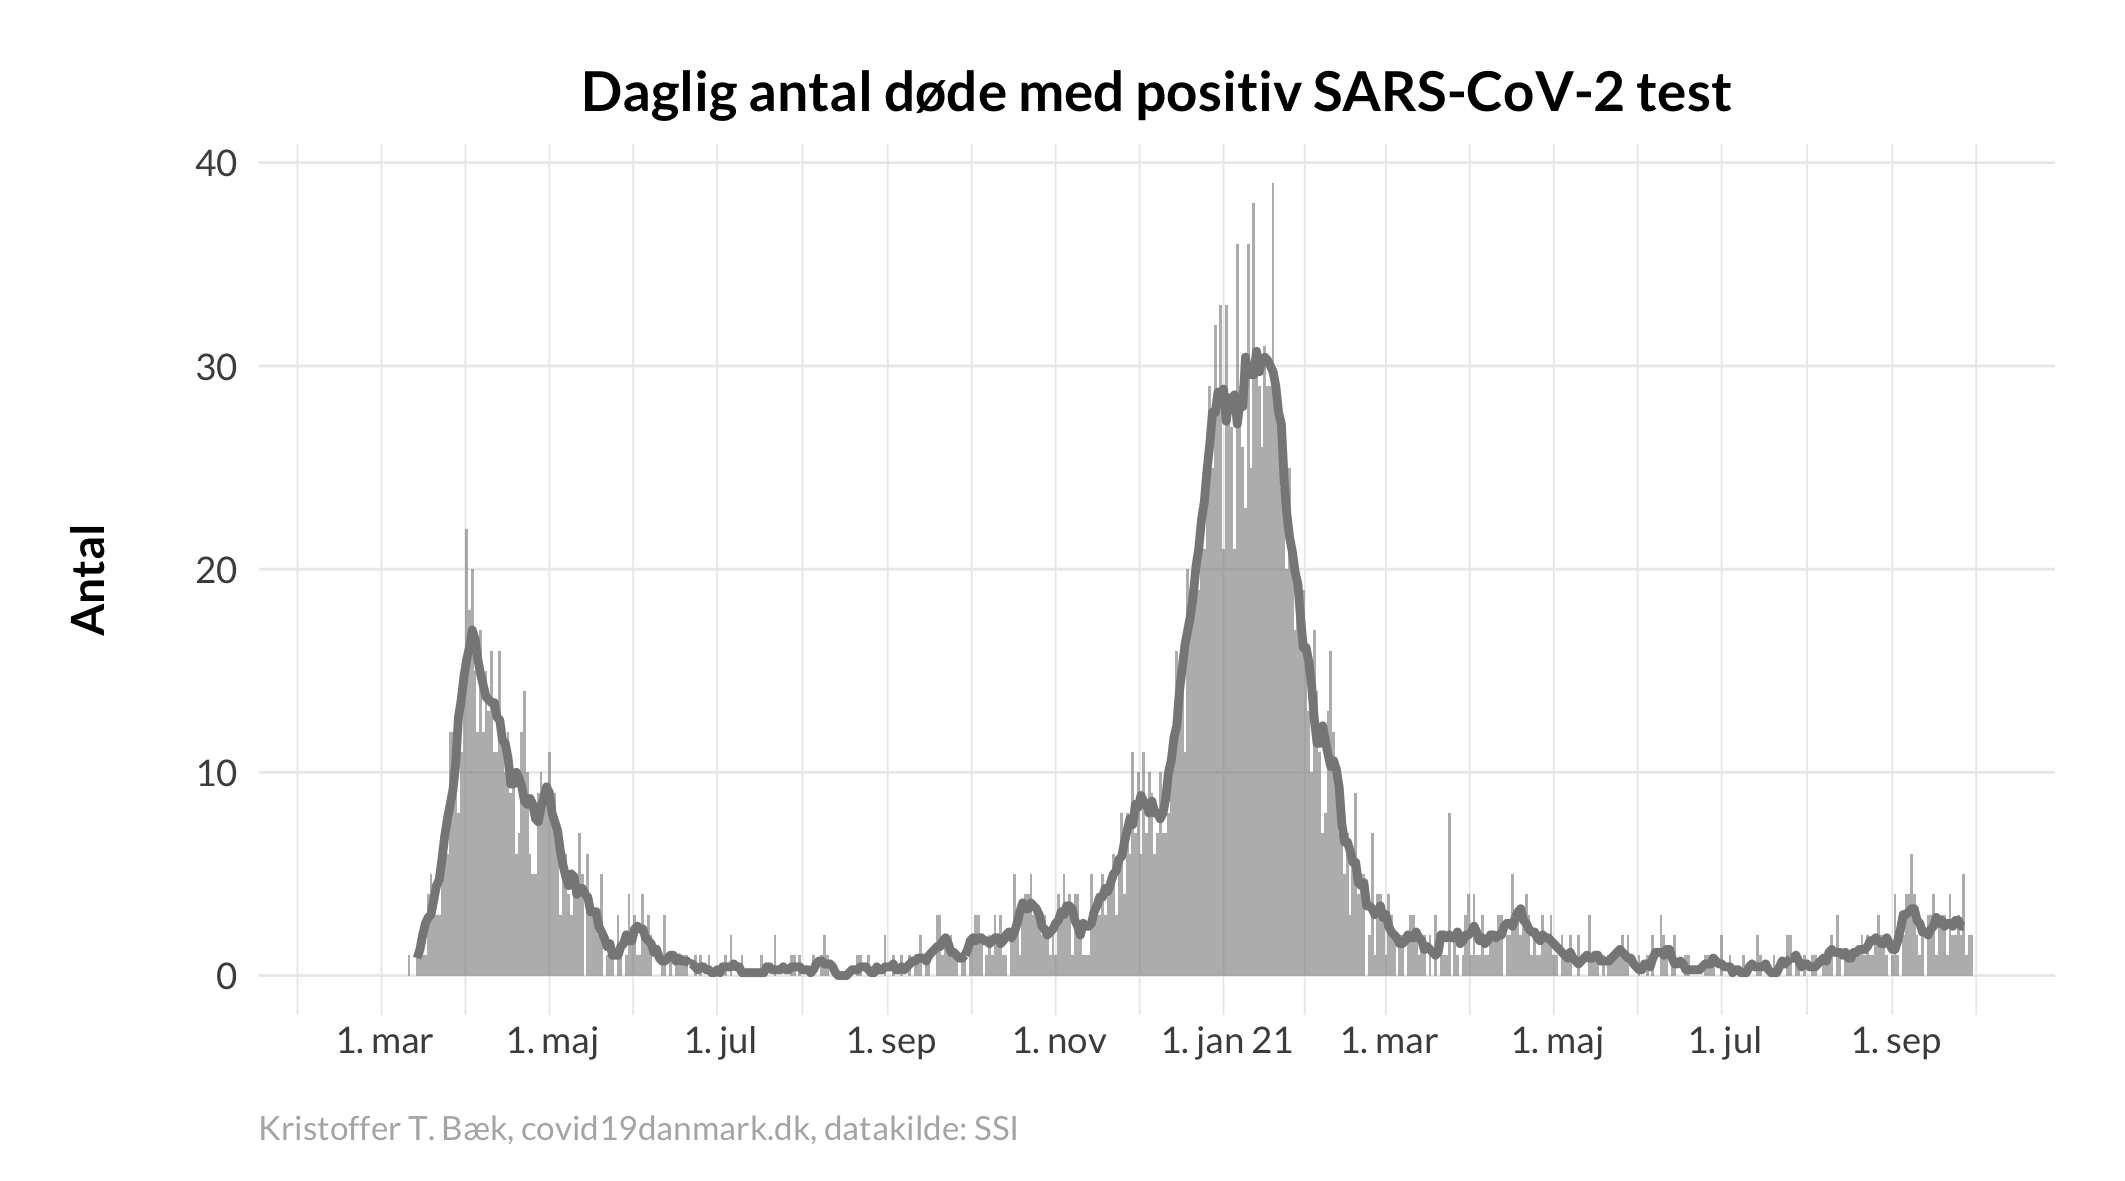 Daglig antal døde med positiv SARS-CoV-2 test
Antal
40
30
20
10
0
1. mar
1. maj
1. jul
1. sep
1. nov
1. jan 21
1. mar
1. maj
1. jul
1. sep
Kristoffer T. Bæk, covid19danmark.dk, datakilde: SSI